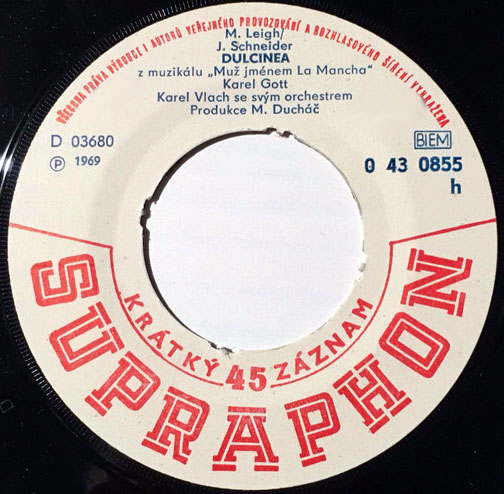 VŠECHNA PRÁVA VÝROBCE I AUTORŮ VEŘEJNÉHO PROVOZOVÁNÍ A ROZHLASOVÉHO ŠÍŘENÍ VYHRAZENA
M. Leigh/
J. Schneider
DULCINEA
z muzikálu „Muž jménem La Mancha“
Karel Gott
Karel Vlach se svým orchestrem
Produkce M. Ducháč
D 03680
Ⓟ 1969
BIEM
0 43 0855
h
KRÁTKÝ 45 ZÁZNAM
SUPRAPHON